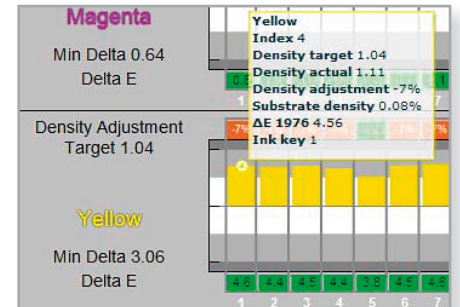 Magenta
Min Delta 0.64
Delta E
Yellow
Index 4
Density target 1.04
Density actual 1.11
Density adjustment -7%
Substrate density 0.08%
ΔE 1976 4.56
Ink key 1
1
7
Density Adjustment
Target 1.04
-7%
Yellow
Min Delta 3.06
Delta E
4.6 4.4 4.5 4.4 3.8 4.5 4.6
1 2 3 4 5 6 7